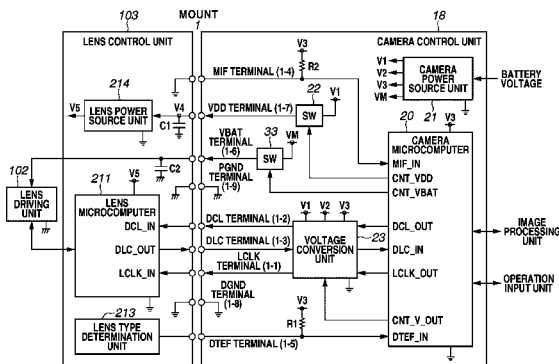 103
MOUNT
1
18
LENS CONTROL UNIT
CAMERA CONTROL UNIT
V3
R2
MIF TERMINAL (1-4)
V1
V2
V3
VM
CAMERA
POWER
SOURCE UNIT
21
BATTERY
VOLTAGE
214
LENS POWER
SOURCE UNIT
V5
V4
C1
VDD TERMINAL
(1-7)
22
SW
V1
VBAT
TERMINAL
(1-6)
33
SW
VM
PGND
TERMINAL
(1-9)
C2
20
V3
CAMERA
MICROCOMPUTER
MIF_IN
CNT_VDD
CNT_VBAT
102
LENS
DRIVING
UNIT
211
V5
LENS
MICROCOMPUTER
DCL_IN
DLC_OUT
LCLK_IN
DCL TERMINAL (1-2)
DLC TERMINAL (1-3)
LCLK
TERMINAL
(1-1)
V1
V2
V3
VOLTAGE
CONVERSION
UNIT
23
DCL_OUT
DLC_IN
LCLK_OUT
IMAGE
PROCESSING
UNIT
OPERATION
INPUT UNIT
DGND
TERMINAL
(1-8)
V3
R1
CNT_V_OUT
DTEF_IN
213
LENS TYPE
DETERMINATION
UNIT
DTEF TERMINAL (1-5)